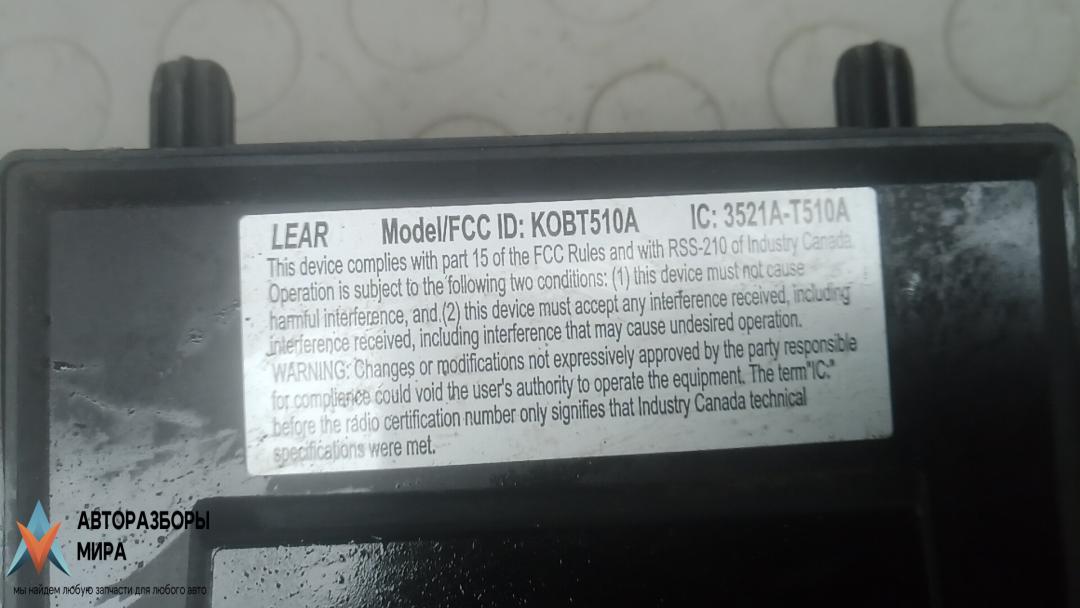 LEAR Model/FCC ID: KOBT510A IC: 3521A-T510A
This device complies with part 15 of the FCC Rules and with RSS-210 of Industry Canada.
Operation is subject to the following two conditions: (1) this device must not cause
harmful interference, and (2) this device must accept any interference received, including
interference received, including interference that may cause undesired operation.
WARNING: Changes or modifications not expressively approved by the party responsible
for compliance could void the user's authority to operate the equipment. The term "IC:"
before the radio certification number only signifies that Industry Canada technical
specifications were met.
АВТОРАЗБОРЫ
МИРА
мы найдем любую запчасти для любого авто